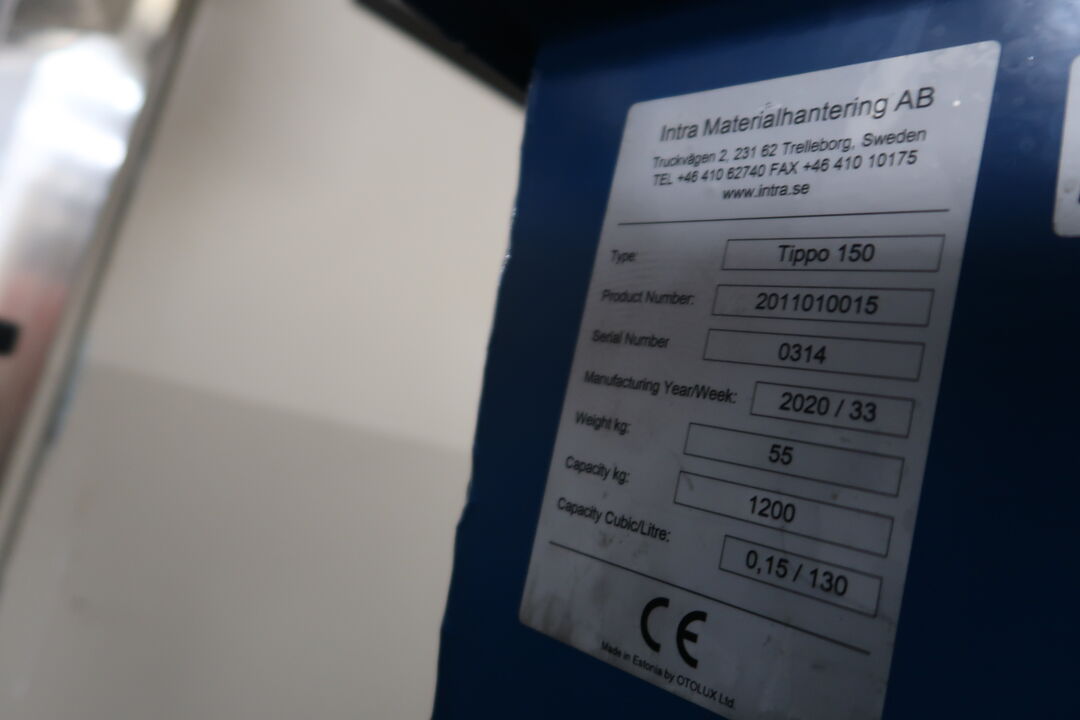 Intra Materialhantering AB
Truckvägen 2, 231 62 Trelleborg, Sweden
TEL +46 410 62740 FAX +46 410 10175
www.intra.se
Type: Tippo 150
Product Number: 2011010015
Serial Number 0314
Manufacturing Year/Week: 2020 / 33
Weight kg: 55
Capacity kg: 1200
Capacity Cubic/Litre: 0,15 / 130
CE
Made in Estonia by OTOLUX Ltd.